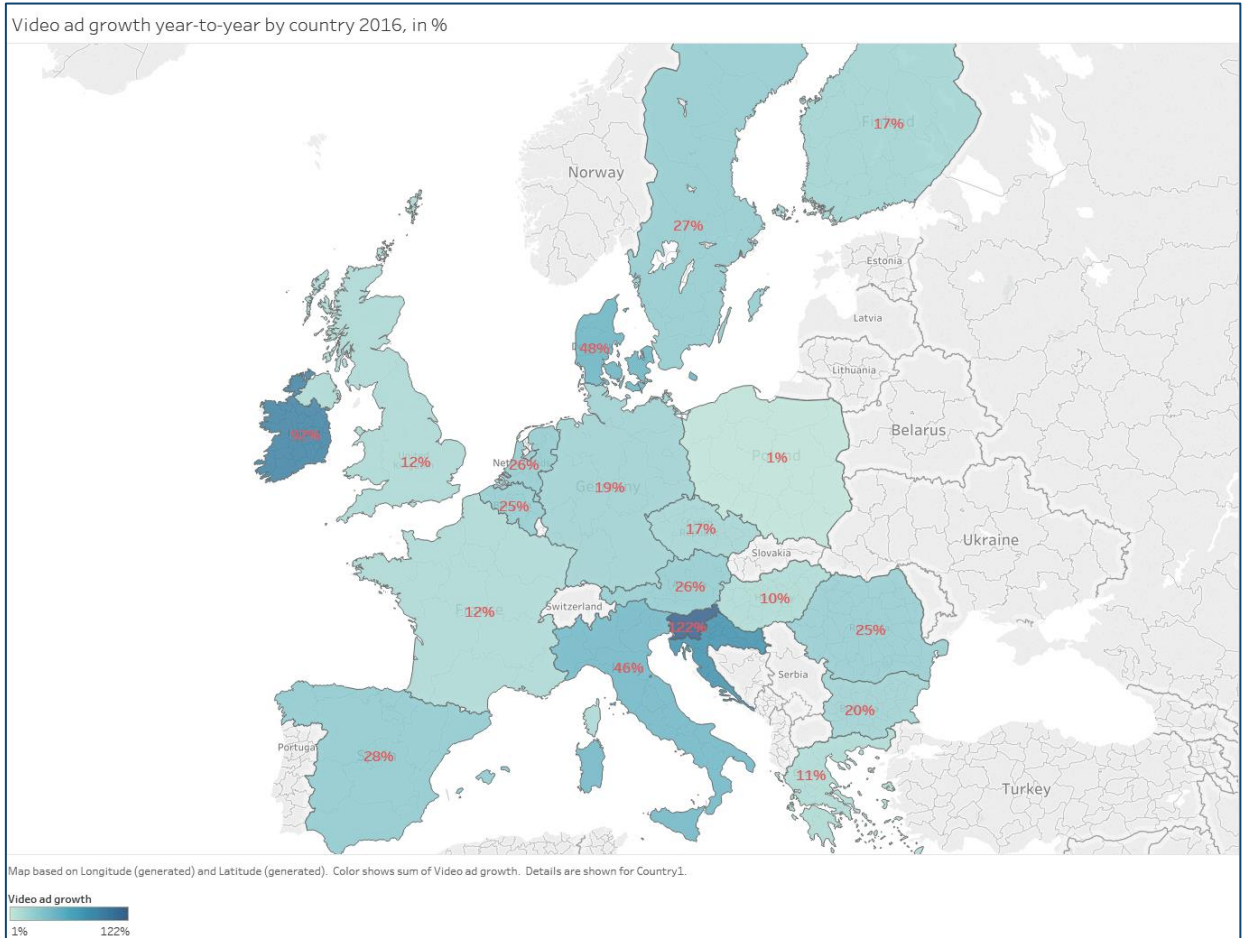 Video ad growth year-to-year by country 2016, in %
17%
Norway
27%
Estonia
Latvia
48%
Lithuania
Belarus
12%
26%
19%
Poland
1%
25%
17%
Slovakia
Ukraine
26%
10%
Switzerland
12%
122%
25%
46%
Serbia
20%
Portugal
28%
11%
Turkey
Map based on Longitude (generated) and Latitude (generated). Color shows sum of Video ad growth. Details are shown for Country1.
Video ad growth
1% 122%